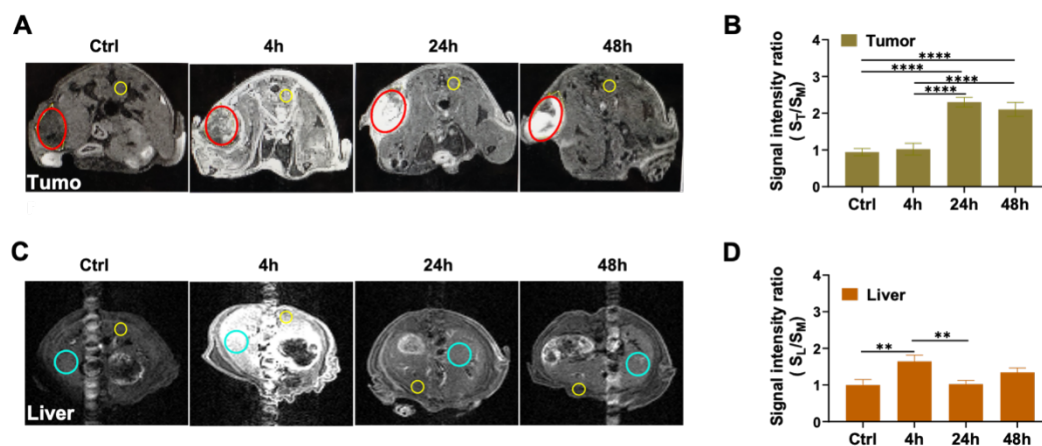 A
Ctrl 4h 24h 48h
Tumo
B
Tumor
Signal intensity ratio
( S_T/S_M)
4
3
2
1
0
**** 
****
****
****
Ctrl 4h 24h 48h
C
Ctrl 4h 24h 48h
Liver
D
Liver
Signal intensity ratio
( S_L/S_M)
4
3
2
1
0
** **
Ctrl 4h 24h 48h